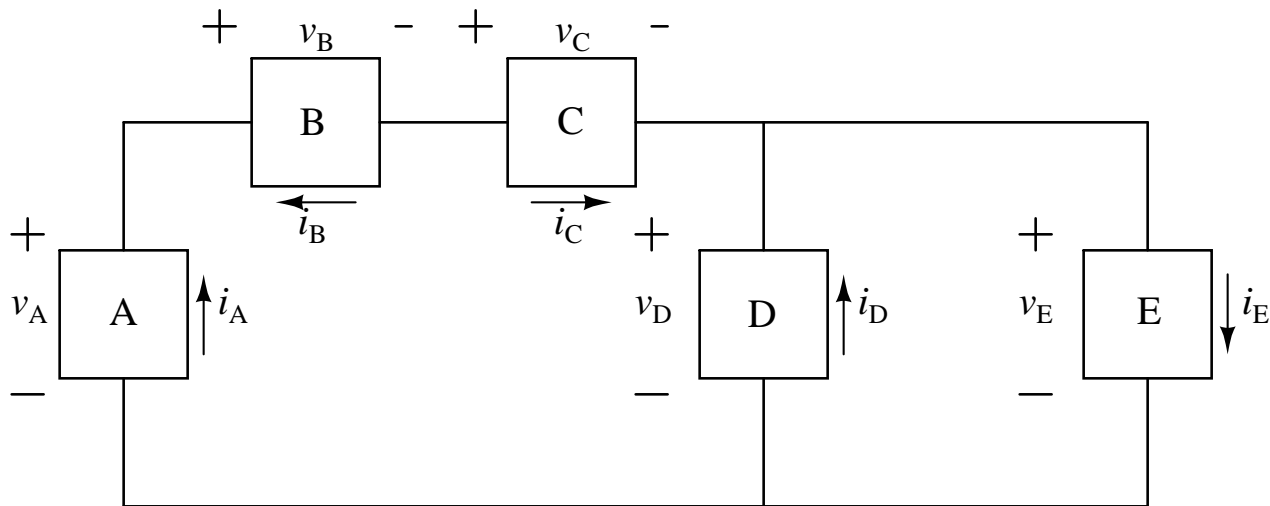 + vB - + vC -
B C
iB iC
+ + +
vA A iA vD D iD vE E iE
− − −